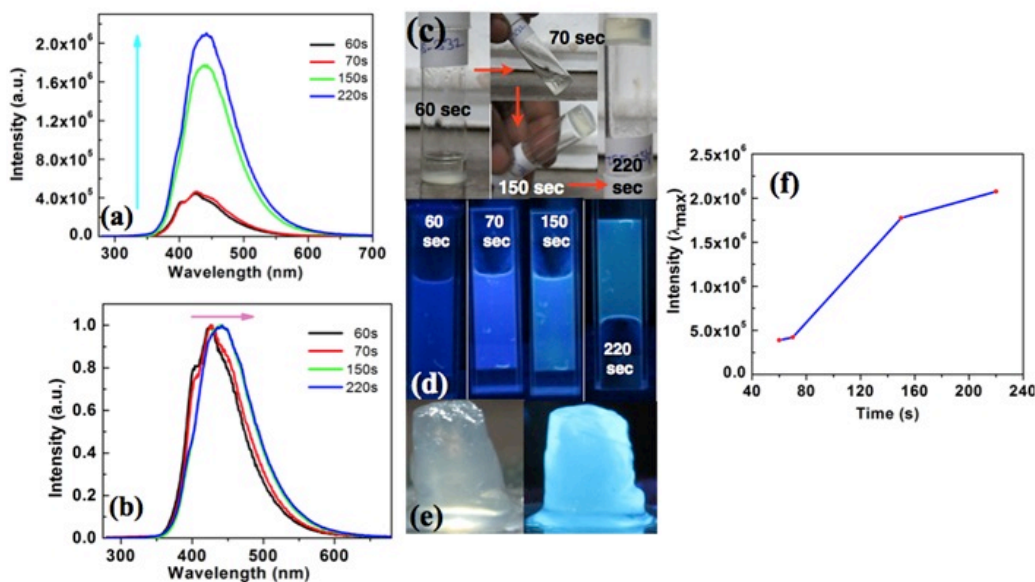 2.0x10⁶
1.6x10⁶
1.2x10⁶
8.0x10⁵
4.0x10⁵
0.0
Intensity (a.u.)
60s
70s
150s
220s
(a)
300 400 500 600 700
Wavelength (nm)
1.0
0.8
0.6
0.4
0.2
0.0
Intensity (a.u.)
60s
70s
150s
220s
(b)
300 400 500 600
Wavelength (nm)
(c)
70 sec
60 sec
150 sec
220
sec
60
sec
70
sec
150
sec
220
sec
(d)
(e)
2.5x10⁶
2.0x10⁶
1.5x10⁶
1.0x10⁶
5.0x10⁵
0.0
Intensity (λmax)
(f)
40 80 120 160 200 240
Time (s)